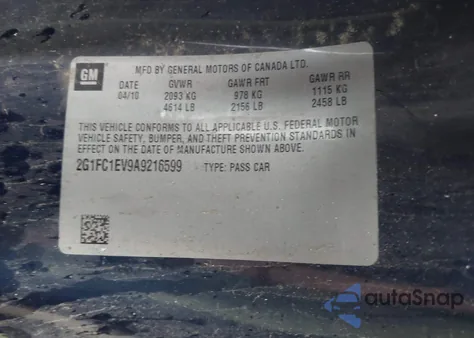 GM
MFD BY GENERAL MOTORS OF CANADA LTD.
DATE GVWR GAWR FRT GAWR RR
04/10 2093 KG 978 KG 1115 KG
4614 LB 2156 LB 2458 LB
THIS VEHICLE CONFORMS TO ALL APPLICABLE U.S. FEDERAL MOTOR
VEHICLE SAFETY, BUMPER, AND THEFT PREVENTION STANDARDS IN
EFFECT ON THE DATE OF MANUFACTURE SHOWN ABOVE.
2G1FC1EV9A9216599 TYPE: PASS CAR
autoSnap